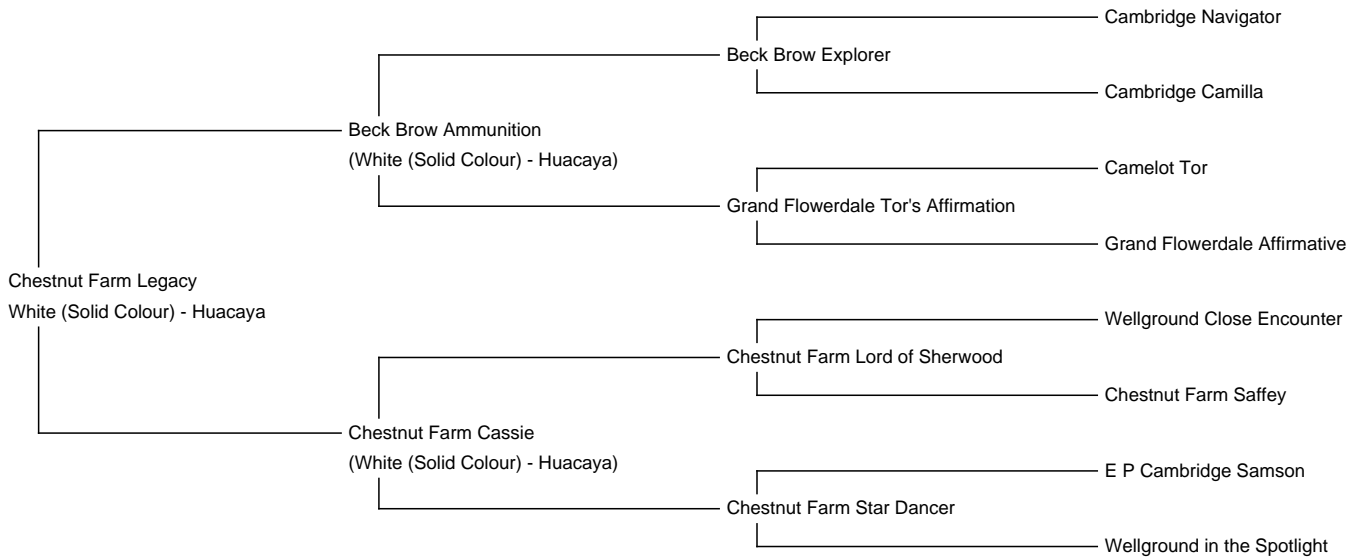 Cambridge Navigator
Beck Brow Explorer
Cambridge Camilla
Beck Brow Ammunition
(White (Solid Colour) - Huacaya)
Camelot Tor
Grand Flowerdale Tor's Affirmation
Grand Flowerdale Affirmative
Chestnut Farm Legacy
White (Solid Colour) - Huacaya
Wellground Close Encounter
Chestnut Farm Lord of Sherwood
Chestnut Farm Saffey
Chestnut Farm Cassie
(White (Solid Colour) - Huacaya)
E P Cambridge Samson
Chestnut Farm Star Dancer
Wellground in the Spotlight